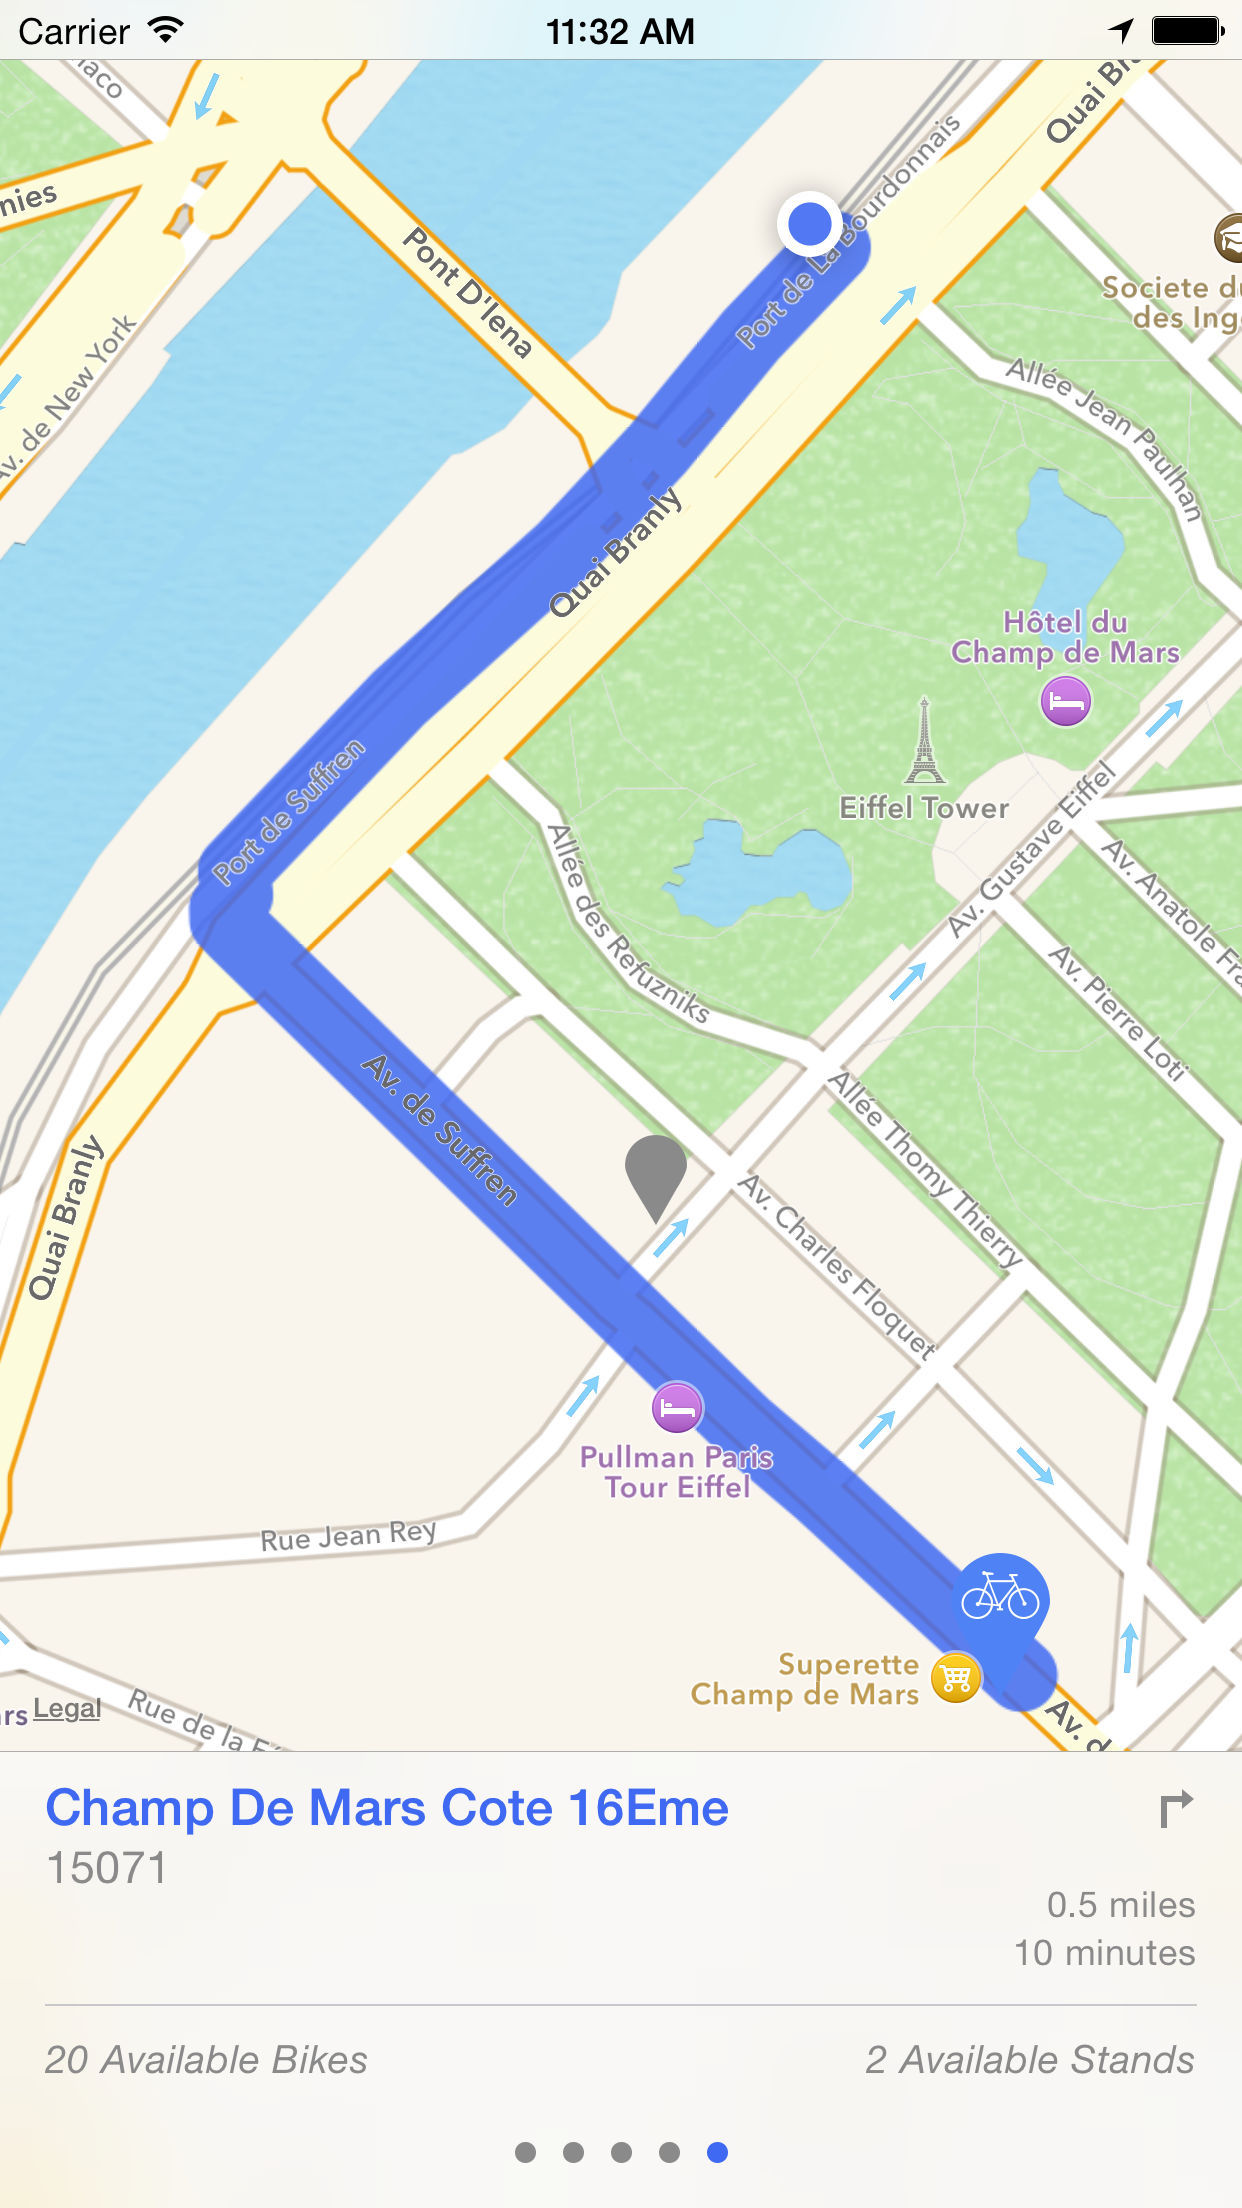 Carrier
11:32 AM
Quai Br
Port de La Bourdonnais
nies
Pont D'Iena
Societe du
des Ing
Av. de New York
Allée Jean Paulhan
Quai Branly
Hôtel du
Champ de Mars
Eiffel Tower
Port de Suffren
Av. Gustave Eiffel
Allée des Refuzniks
Av. Anatole Fra
Av. Pierre Loti
Av. de Suffren
Allée Thomy Thierry
Quai Branly
Av. Charles Floquet
Pullman Paris
Tour Eiffel
Rue Jean Rey
Superette
Champ de Mars
Rue de la Fé
rs
Legal
Av. d
Champ De Mars Cote 16Eme
15071
0.5 miles
10 minutes
20 Available Bikes
2 Available Stands